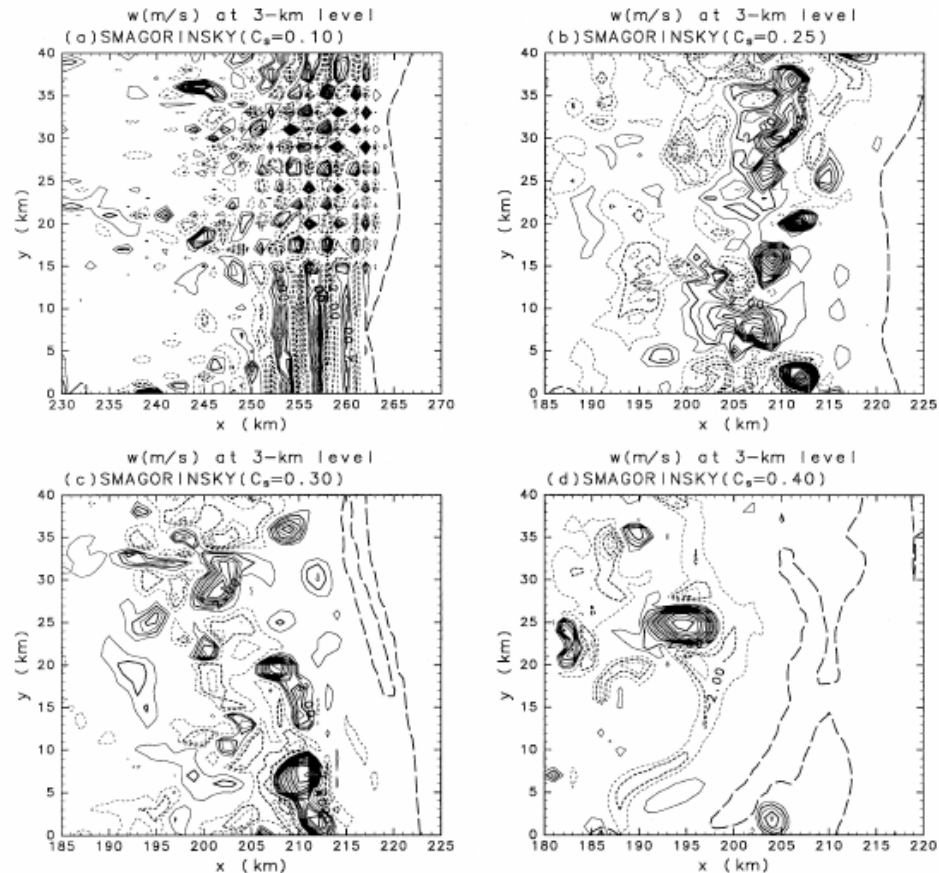 w(m/s) at 3-km level
(a)SMAGORINSKY(Cs=0.10)
40
35
30
25
20
15
10
5
0
y (km)
230 235 240 245 250 255 260 265 270
x (km)
w(m/s) at 3-km level
(b)SMAGORINSKY(Cs=0.25)
40
35
30
25
20
15
10
5
0
y (km)
185 190 195 200 205 210 215 220 225
x (km)
w(m/s) at 3-km level
(c)SMAGORINSKY(Cs=0.30)
40
35
30
25
20
15
10
5
0
y (km)
185 190 195 200 205 210 215 220 225
x (km)
w(m/s) at 3-km level
(d)SMAGORINSKY(Cs=0.40)
40
35
30
25
20
15
10
5
0
y (km)
-2.00
180 185 190 195 200 205 210 215 220
x (km)